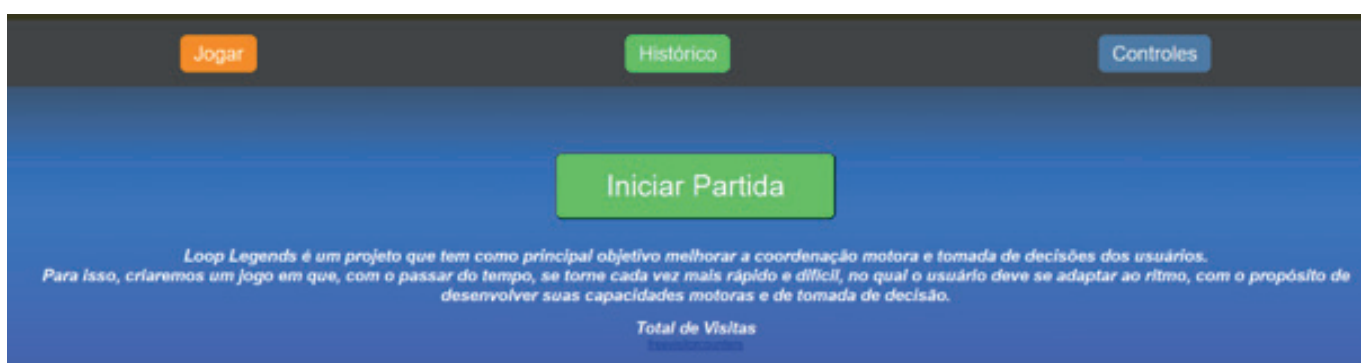 Jogar Histórico Controles
Iniciar Partida
Loop Legends é um projeto que tem como principal objetivo melhorar a coordenação motora e tomada de decisões dos usuários.
Para isso, criaremos um jogo em que, com o passar do tempo, se torne cada vez mais rápido e difícil, no qual o usuário deve se adaptar ao ritmo, com o propósito de
desenvolver suas capacidades motoras e de tomada de decisão.
Total de Visitas